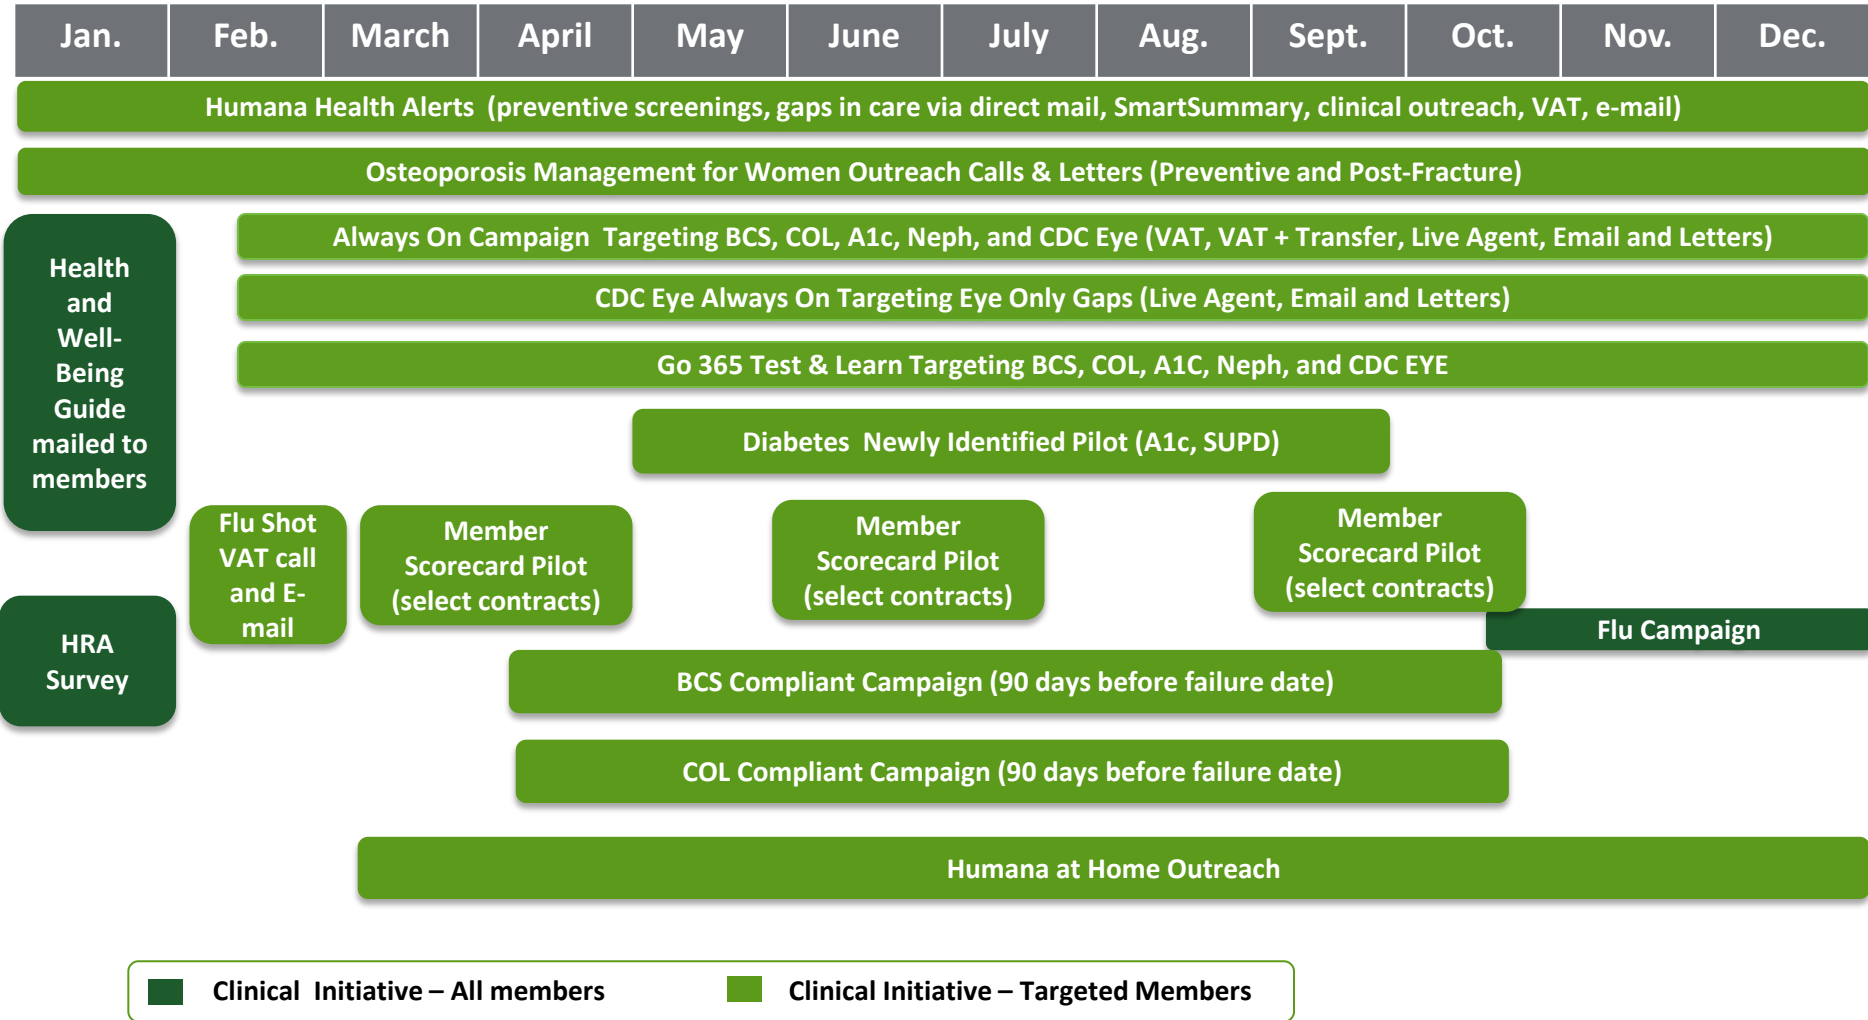 Jan. Feb. March April May June July Aug. Sept. Oct. Nov. Dec.
Humana Health Alerts (preventive screenings, gaps in care via direct mail, SmartSummary, clinical outreach, VAT, e-mail)
Osteoporosis Management for Women Outreach Calls & Letters (Preventive and Post-Fracture)
Health
and
Well-
Being
Guide
mailed to
members
Always On Campaign Targeting BCS, COL, A1c, Neph, and CDC Eye (VAT, VAT + Transfer, Live Agent, Email and Letters)
CDC Eye Always On Targeting Eye Only Gaps (Live Agent, Email and Letters)
Go 365 Test & Learn Targeting BCS, COL, A1C, Neph, and CDC EYE
Diabetes Newly Identified Pilot (A1c, SUPD)
Flu Shot
VAT call
and E-
mail
Member
Scorecard Pilot
(select contracts)
Member
Scorecard Pilot
(select contracts)
Member
Scorecard Pilot
(select contracts)
HRA
Survey
Flu Campaign
BCS Compliant Campaign (90 days before failure date)
COL Compliant Campaign (90 days before failure date)
Humana at Home Outreach
Clinical Initiative – All members
Clinical Initiative – Targeted Members